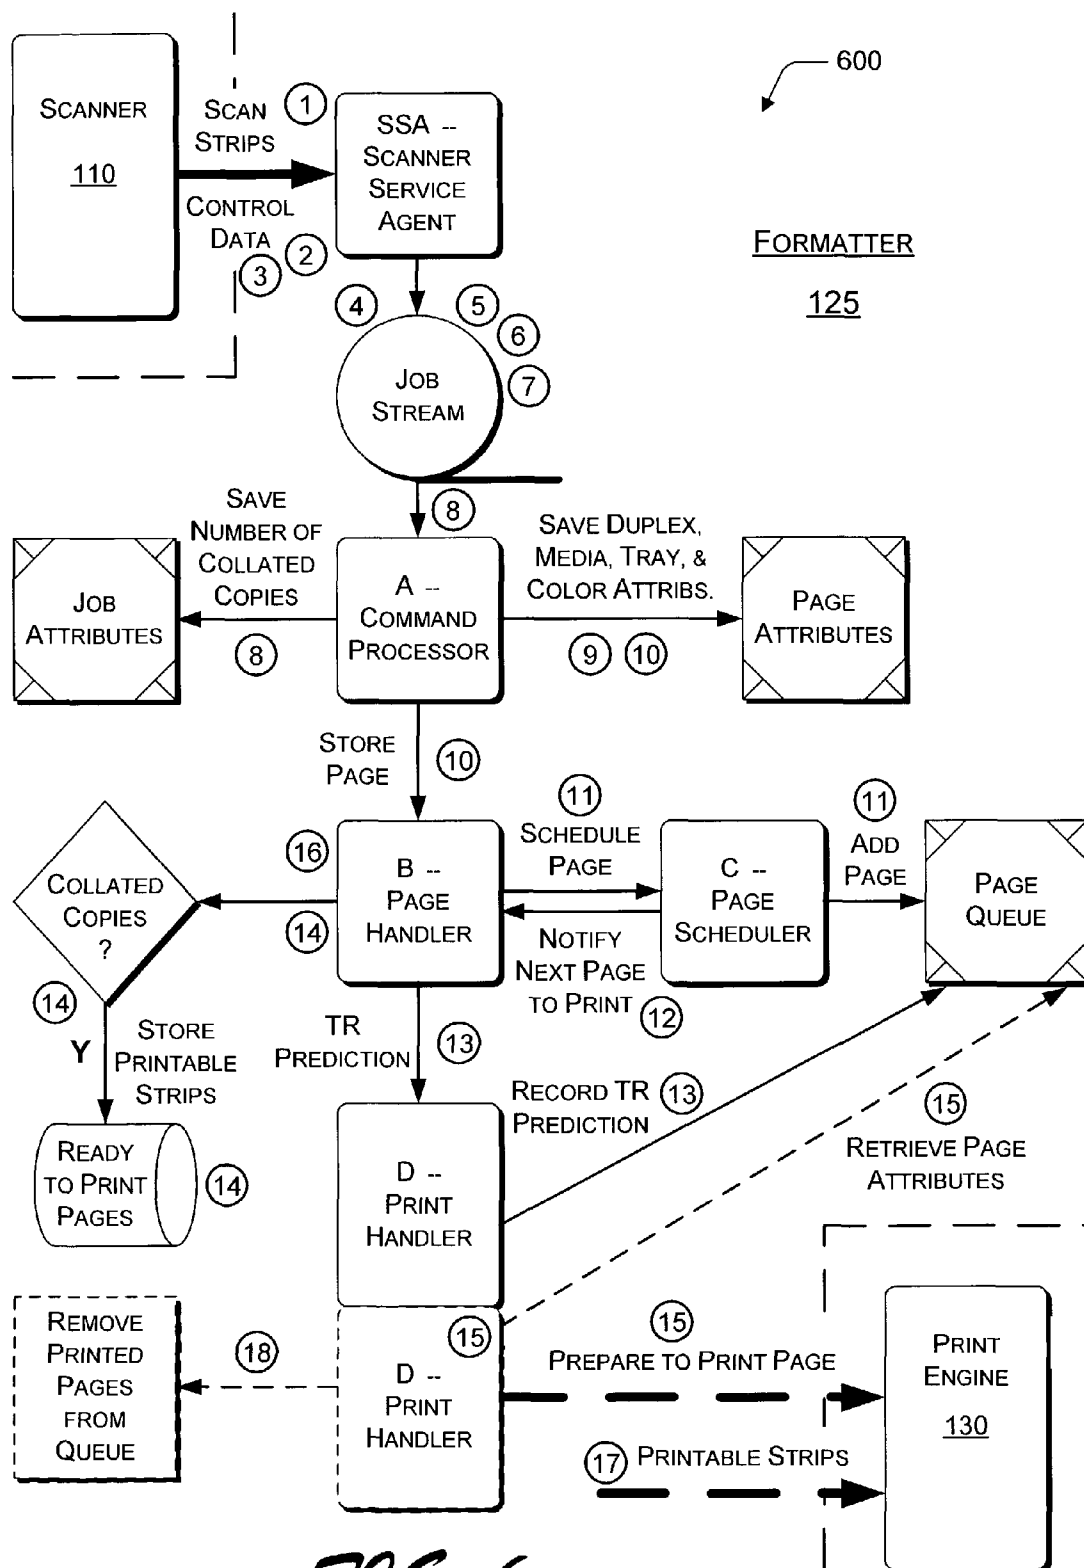 600
SCANNER
110
SCAN
STRIPS
1
CONTROL
DATA
2
3
SSA --
SCANNER
SERVICE
AGENT
FORMATTER
125
4
5
6
7
JOB
STREAM
8
SAVE
NUMBER OF
COLLATED
COPIES
8
JOB
ATTRIBUTES
A --
COMMAND
PROCESSOR
SAVE DUPLEX,
MEDIA, TRAY, &
COLOR ATTRIBS.
9
10
PAGE
ATTRIBUTES
STORE
PAGE
10
COLLATED
COPIES
?
16
14
B --
PAGE
HANDLER
11
SCHEDULE
PAGE
NOTIFY
NEXT PAGE
TO PRINT
12
C --
PAGE
SCHEDULER
11
ADD
PAGE
PAGE
QUEUE
14
Y
STORE
PRINTABLE
STRIPS
TR
PREDICTION
13
RECORD TR
PREDICTION
13
15
RETRIEVE PAGE
ATTRIBUTES
READY
TO PRINT
PAGES
14
D --
PRINT
HANDLER
REMOVE
PRINTED
PAGES
FROM
QUEUE
18
15
D --
PRINT
HANDLER
15
PREPARE TO PRINT PAGE
17
PRINTABLE STRIPS
PRINT
ENGINE
130